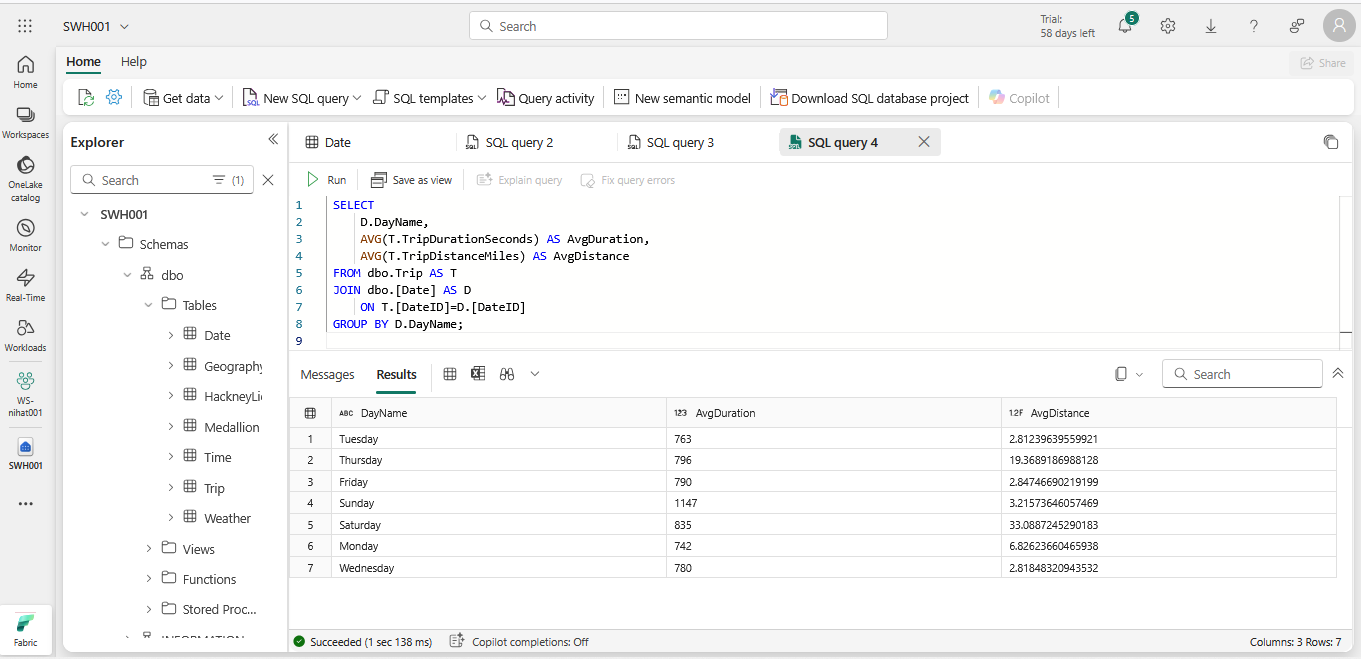 SWH001
Search
Trial:
58 days left
5
Home
Help
Share
Get data
New SQL query
SQL templates
Query activity
New semantic model
Download SQL database project
Copilot
Home
Workspaces
OneLake
catalog
Monitor
Real-Time
Workloads
WS-
nihat001
SWH001
Fabric
Explorer
Search
(1)
SWH001
Schemas
dbo
Tables
Date
Geography
HackneyLi
Medallion
Time
Trip
Weather
Views
Functions
Stored Proc...
Date
SQL query 2
SQL query 3
SQL query 4
Run
Save as view
Explain query
Fix query errors
1 SELECT
2 D.DayName,
3 AVG(T.TripDurationSeconds) AS AvgDuration,
4 AVG(T.TripDistanceMiles) AS AvgDistance
5 FROM dbo.Trip AS T
6 JOIN dbo.[Date] AS D
7 ON T.[DateID]=D.[DateID]
8 GROUP BY D.DayName;
9
Messages
Results
Search
ABC DayName 123 AvgDuration 1.2F AvgDistance
1 Tuesday 763 2.81239639559921
2 Thursday 796 19.3689186988128
3 Friday 790 2.84746690219199
4 Sunday 1147 3.21573646057469
5 Saturday 835 33.0887245290183
6 Monday 742 6.82623660465938
7 Wednesday 780 2.81848320943532
Succeeded (1 sec 138 ms)
Copilot completions: Off
Columns: 3 Rows: 7